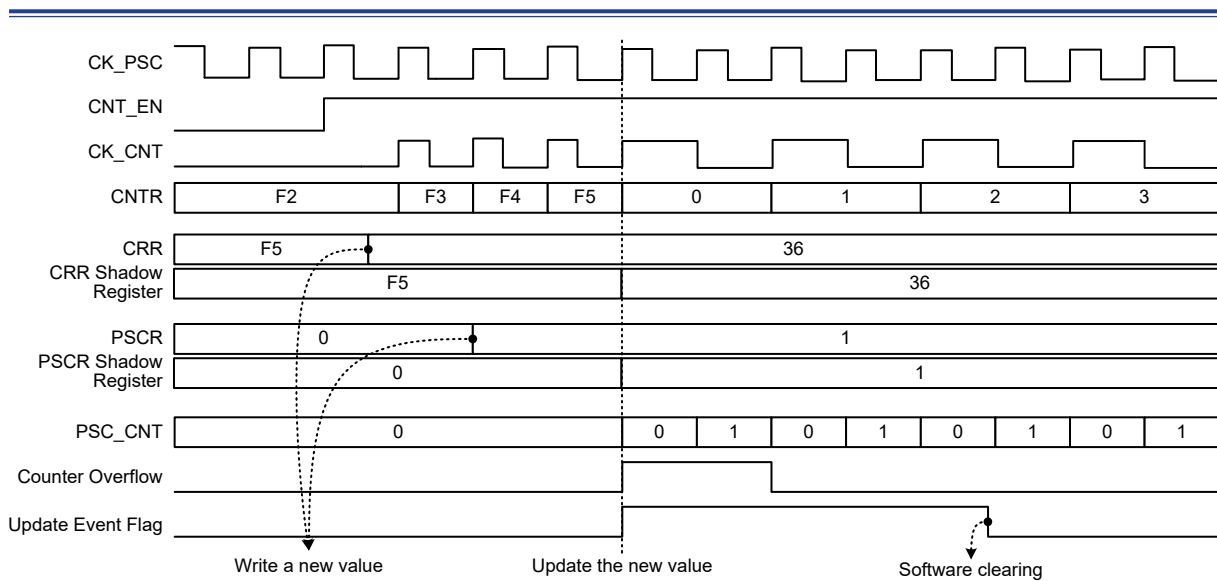 CK_PSC
CNT_EN
CK_CNT
CNTR F2 F3 F4 F5 0 1 2 3
CRR F5 36
CRR Shadow
Register F5 36
PSCR 0 1
PSCR Shadow
Register 0 1
PSC_CNT 0 0 1 0 1 0 1 0 1
Counter Overflow
Update Event Flag
Write a new value Update the new value Software clearing